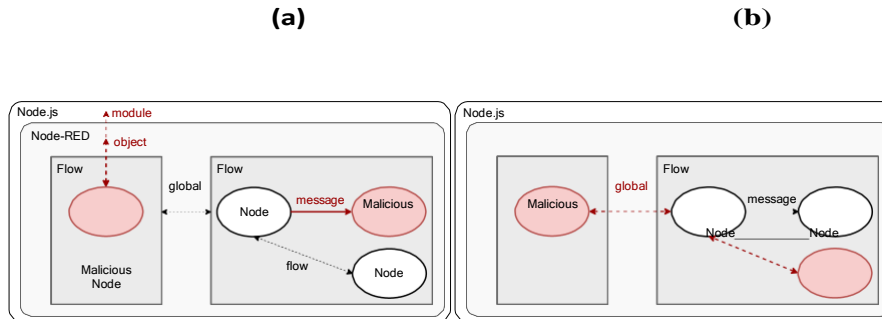 (a)
(b)
Node.js
module
Node-RED
object
Flow
global
Flow
message
Node
Malicious
flow
Node
Malicious
Node
Node.js
Malicious
global
Flow
message
Node
Node